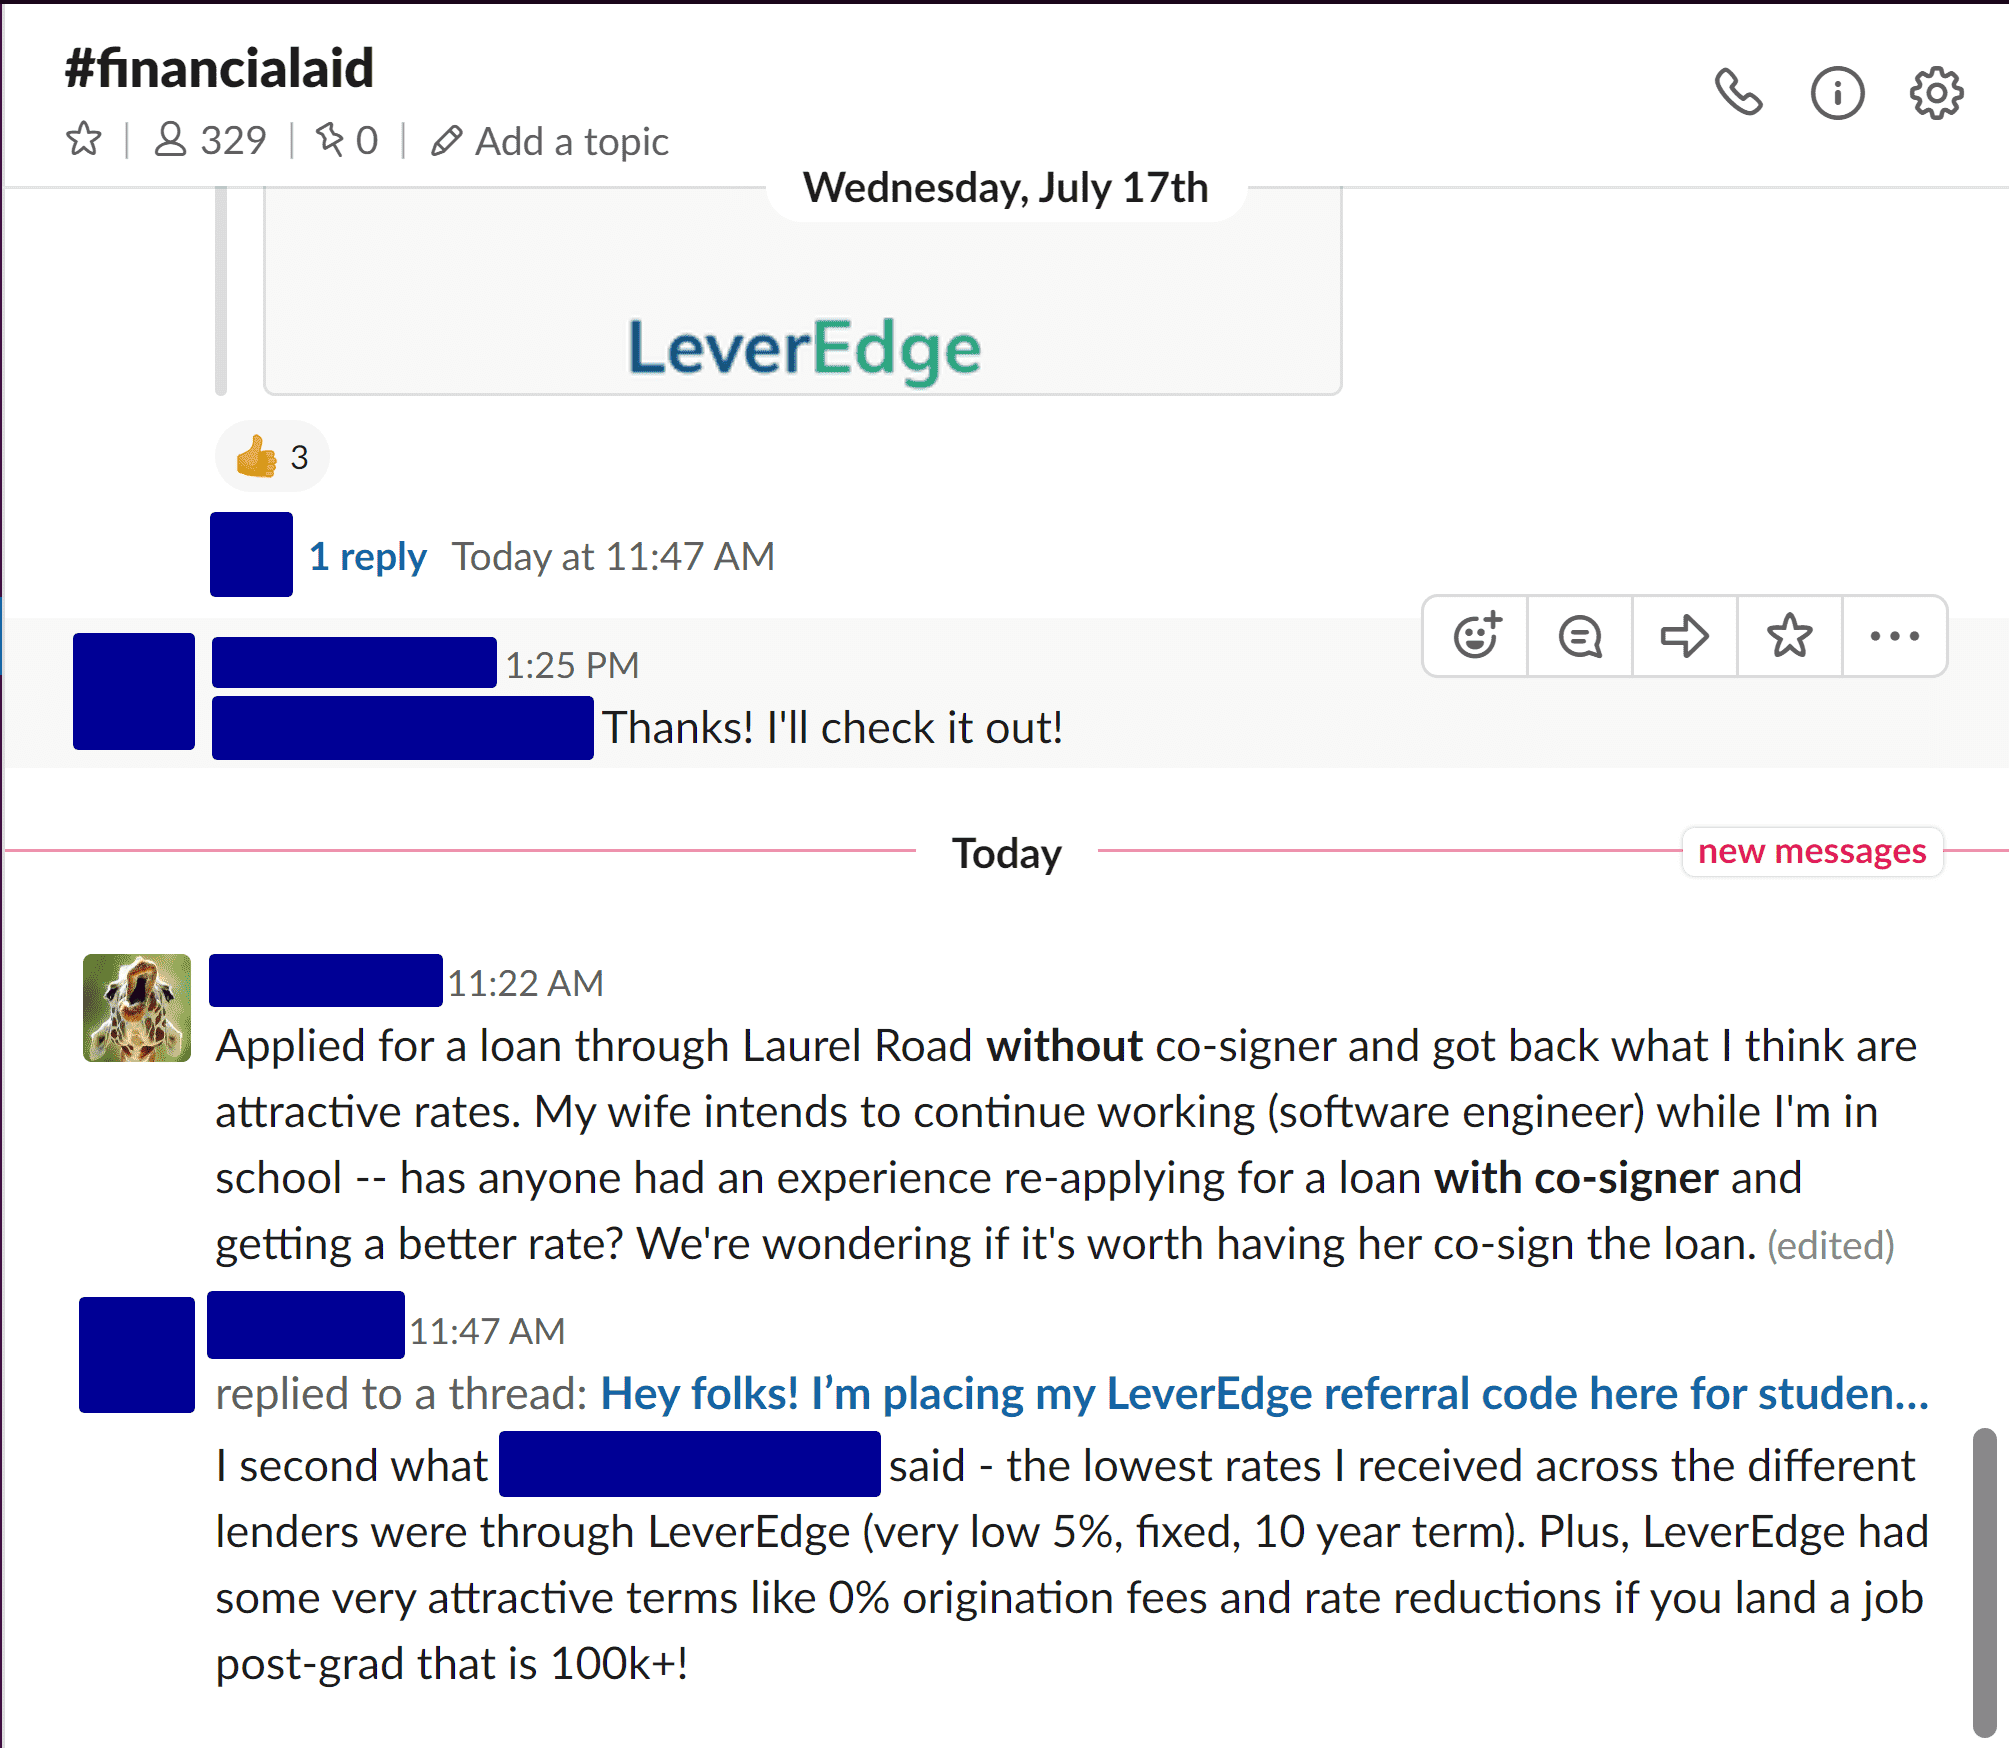 #financialaid
329
0
Add a topic
Wednesday, July 17th
LeverEdge
3
1 reply Today at 11:47 AM
1:25 PM
Thanks! I'll check it out!
Today
new messages
11:22 AM
Applied for a loan through Laurel Road without co-signer and got back what I think are
attractive rates. My wife intends to continue working (software engineer) while I'm in
school -- has anyone had an experience re-applying for a loan with co-signer and
getting a better rate? We're wondering if it's worth having her co-sign the loan. (edited)
11:47 AM
replied to a thread: Hey folks! I’m placing my LeverEdge referral code here for studen...
I second what said - the lowest rates I received across the different
lenders were through LeverEdge (very low 5%, fixed, 10 year term). Plus, LeverEdge had
some very attractive terms like 0% origination fees and rate reductions if you land a job
post-grad that is 100k+!